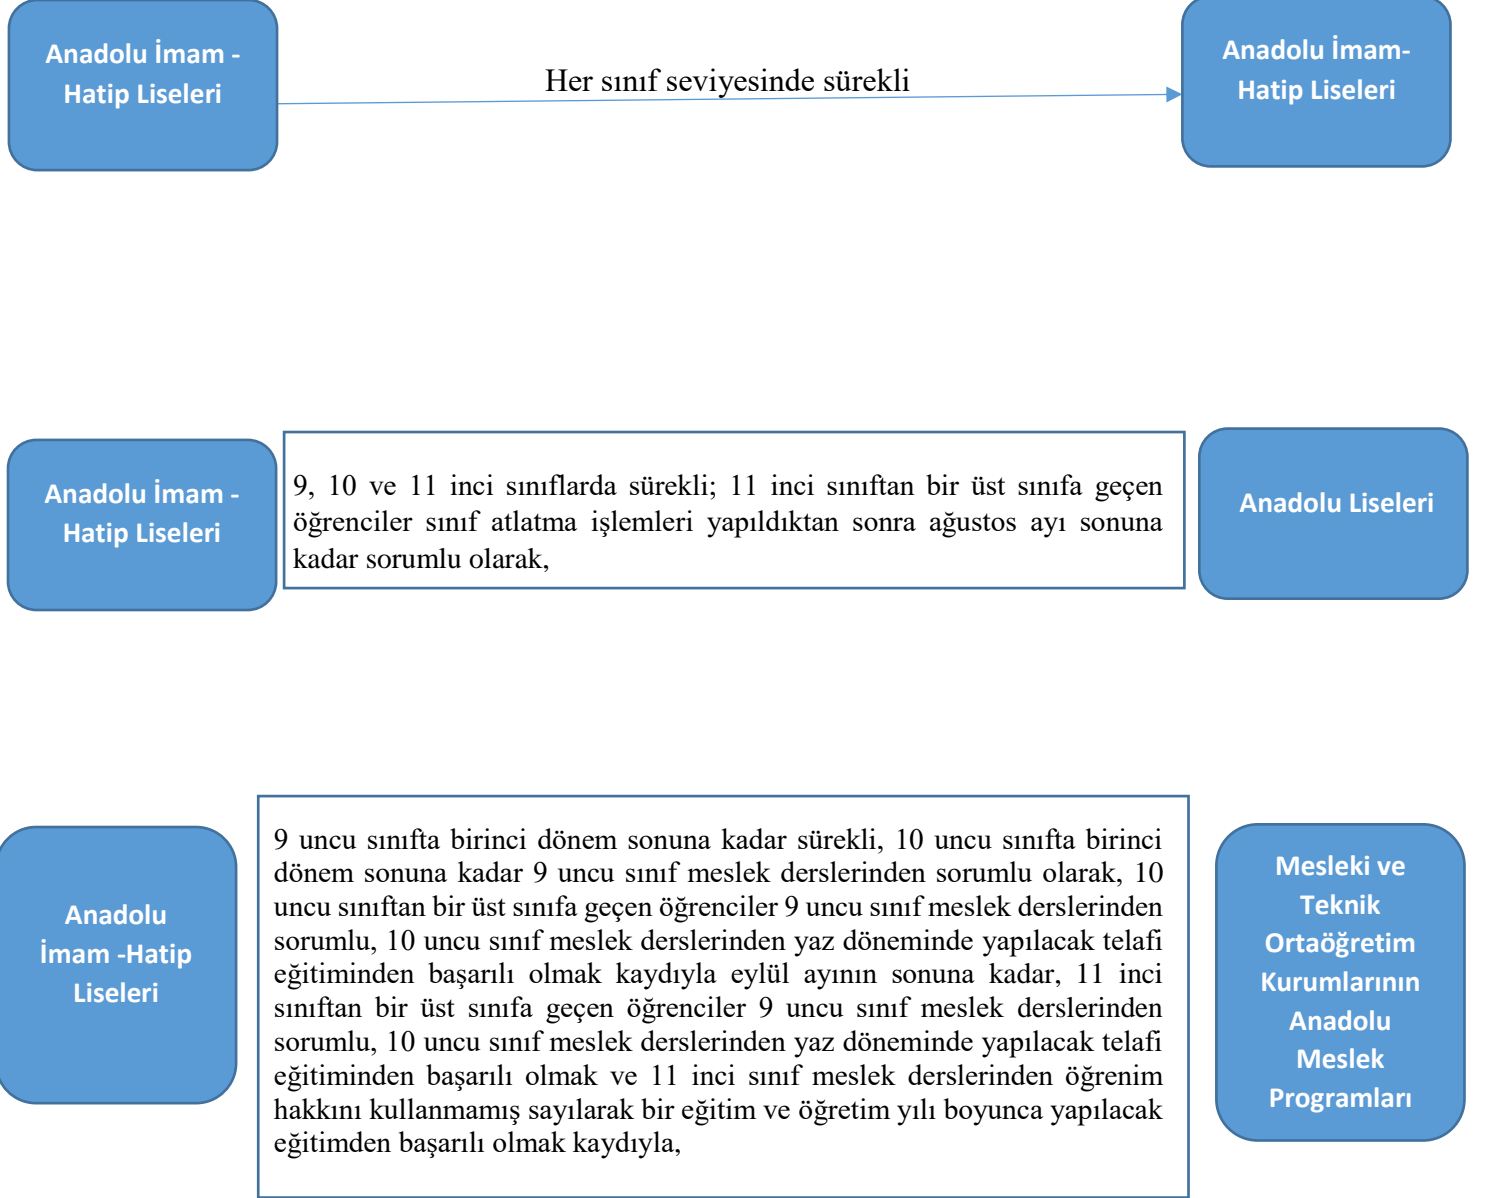 Anadolu İmam -
Hatip Liseleri
Her sınıf seviyesinde sürekli
Anadolu İmam-
Hatip Liseleri
Anadolu İmam -
Hatip Liseleri
9, 10 ve 11 inci sınıflarda sürekli; 11 inci sınıftan bir üst sınıfa geçen
öğrenciler sınıf atlatma işlemleri yapıldıktan sonra ağustos ayı sonuna
kadar sorumlu olarak,
Anadolu Liseleri
Anadolu
İmam -Hatip
Liseleri
9 uncu sınıfta birinci dönem sonuna kadar sürekli, 10 uncu sınıfta birinci
dönem sonuna kadar 9 uncu sınıf meslek derslerinden sorumlu olarak, 10
uncu sınıftan bir üst sınıfa geçen öğrenciler 9 uncu sınıf meslek derslerinden
sorumlu, 10 uncu sınıf meslek derslerinden yaz döneminde yapılacak telafi
eğitiminden başarılı olmak kaydıyla eylül ayının sonuna kadar, 11 inci
sınıftan bir üst sınıfa geçen öğrenciler 9 uncu sınıf meslek derslerinden
sorumlu, 10 uncu sınıf meslek derslerinden yaz döneminde yapılacak telafi
eğitiminden başarılı olmak ve 11 inci sınıf meslek derslerinden öğrenim
hakkını kullanmamış sayılarak bir eğitim ve öğretim yılı boyunca yapılacak
eğitimden başarılı olmak kaydıyla,
Mesleki ve
Teknik
Ortaöğretim
Kurumlarının
Anadolu
Meslek
Programları